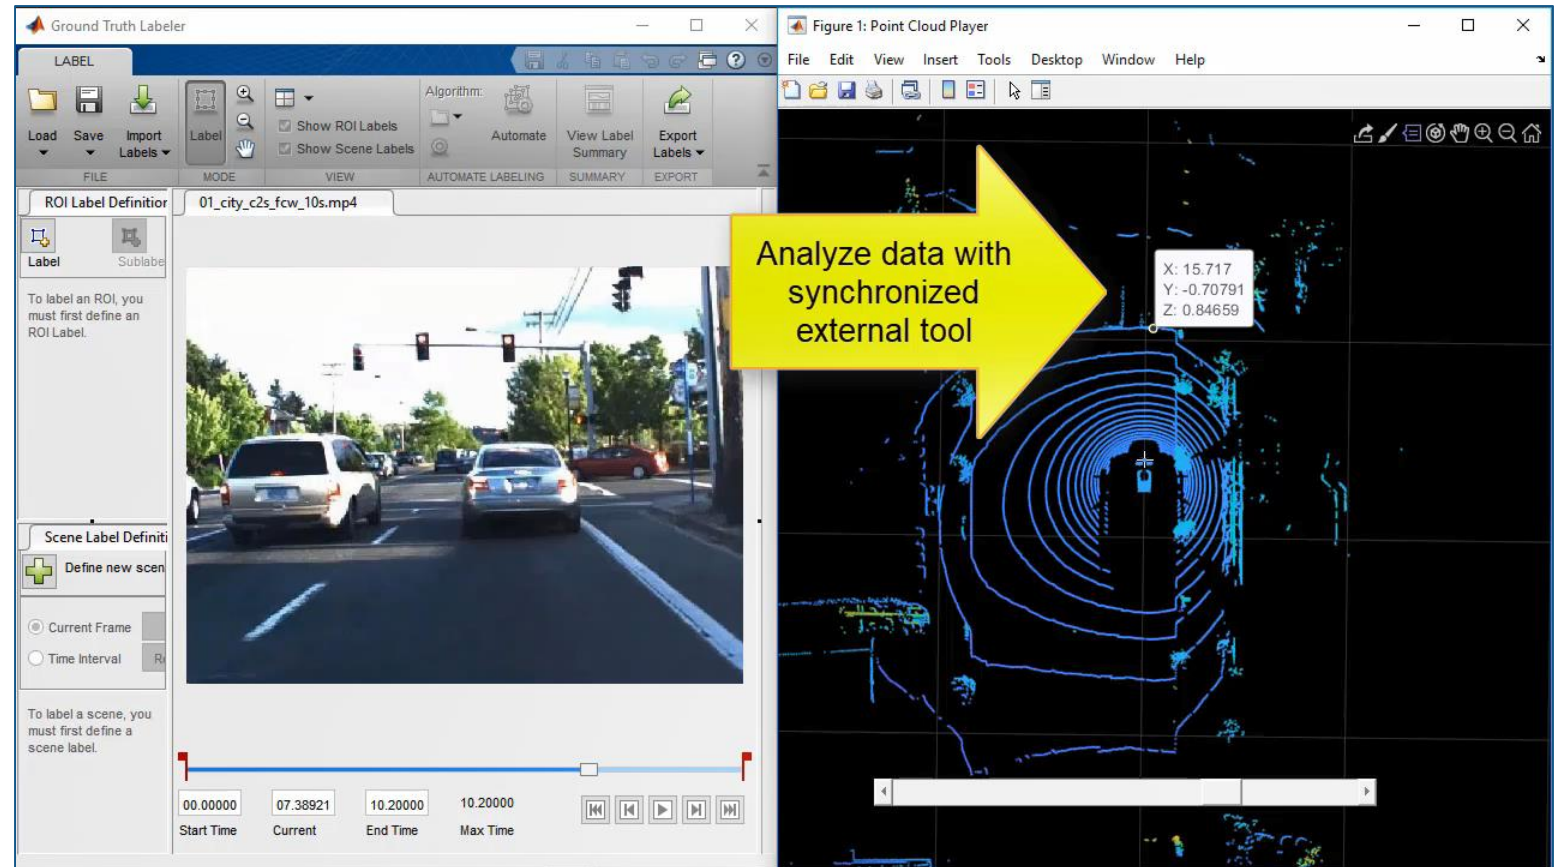 Ground Truth Labeler
LABEL
Load
Save
Import
Labels
FILE
Label
MODE
Show ROI Labels
Show Scene Labels
VIEW
Algorithm:
Automate
AUTOMATE LABELING
View Label
Summary
SUMMARY
Export
Labels
EXPORT
ROI Label Definition
Label
Sublabe
To label an ROI, you
must first define an
ROI Label.
01_city_c2s_fcw_10s.mp4
Scene Label Definiti
Define new scen
Current Frame
Time Interval
To label a scene, you
must first define a
scene label.
00.00000
07.38921
10.20000
10.20000
Start Time
Current
End Time
Max Time
Figure 1: Point Cloud Player
File Edit View Insert Tools Desktop Window Help
Analyze data with
synchronized
external tool
X: 15.717
Y: -0.70791
Z: 0.84659